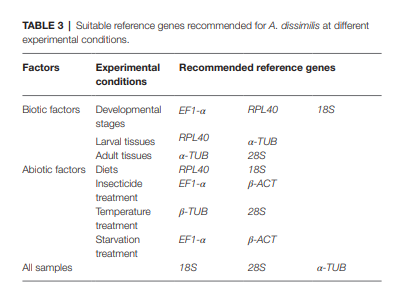 TABLE 3 | Suitable reference genes recommended for A. dissimilis at different
experimental conditions.
Factors Experimental Recommended reference genes
conditions
Biotic factors Developmental EF1-α RPL40 18S
stages
Larval tissues RPL40 α-TUB
Adult tissues α-TUB 28S
Abiotic factors Diets RPL40 18S
Insecticide EF1-α β-ACT
treatment
Temperature β-TUB 28S
treatment
Starvation EF1-α β-ACT
treatment
All samples 18S 28S α-TUB